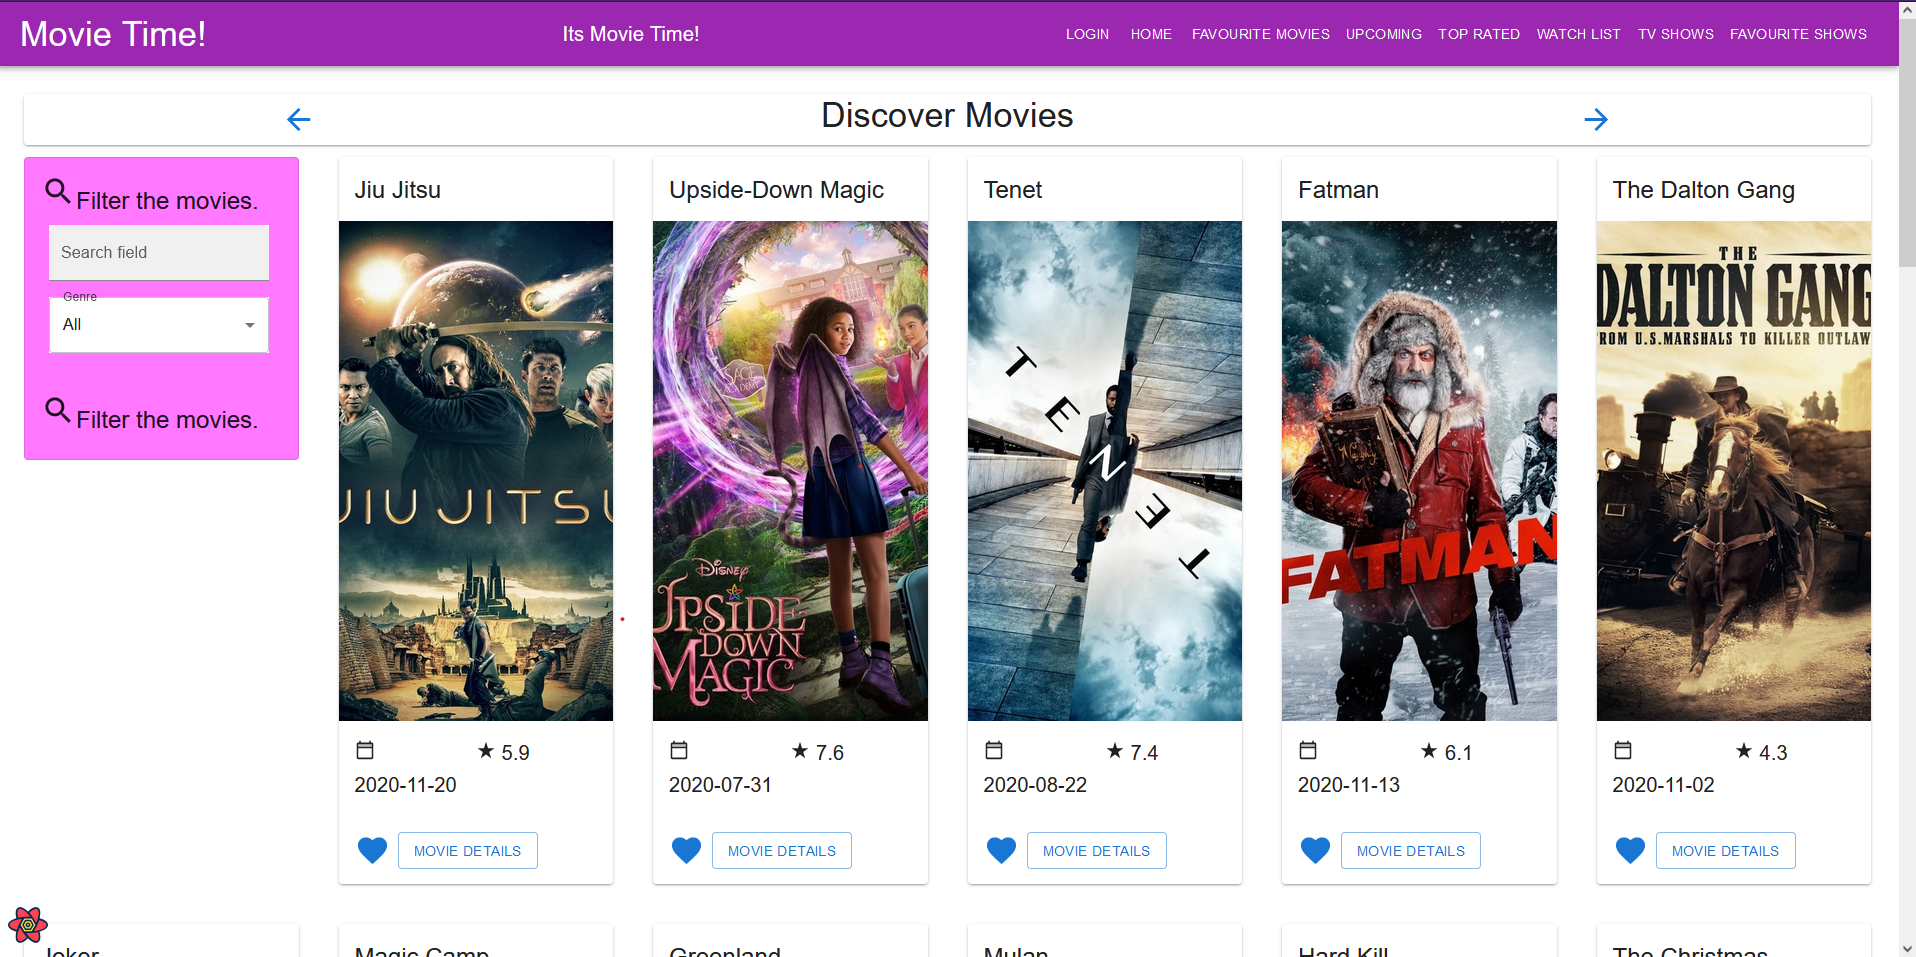 Movie Time!
Its Movie Time!
LOGIN HOME FAVOURITE MOVIES UPCOMING TOP RATED WATCH LIST TV SHOWS FAVOURITE SHOWS
Discover Movies
Filter the movies.
Search field
Genre
All
Filter the movies.
Jiu Jitsu
JIU JITSU
2020-11-20
5.9
MOVIE DETAILS
Upside-Down Magic
SAGE
ACADEMY
DISNEY
UPSIDE
DOWN
MAGIC
2020-07-31
7.6
MOVIE DETAILS
Tenet
TENET
2020-08-22
7.4
MOVIE DETAILS
Fatman
FATMAN
2020-11-13
6.1
MOVIE DETAILS
The Dalton Gang
THE
DALTON GANG
FROM U.S. MARSHALS TO KILLER OUTLAW
2020-11-02
4.3
MOVIE DETAILS
Joker
Magic Camp
Greenland
Mulan
Hard Kill
The Christmas